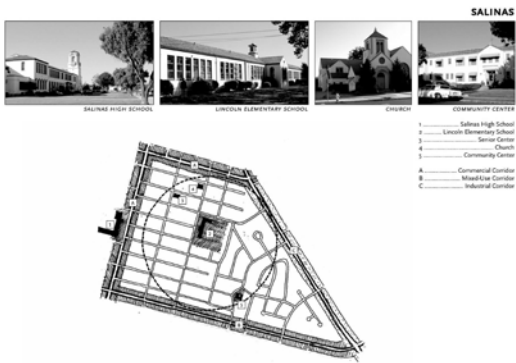 SALINAS
SALINAS HIGH SCHOOL
LINCOLN ELEMENTARY SCHOOL
CHURCH
COMMUNITY CENTER
1 ............ Salinas High School
2 ............ Lincoln Elementary School
3 ............ Senior Center
4 ............ Church
5 ............ Community Center
A ............ Commercial Corridor
B ............ Mixed-Use Corridor
C ............ Industrial Corridor